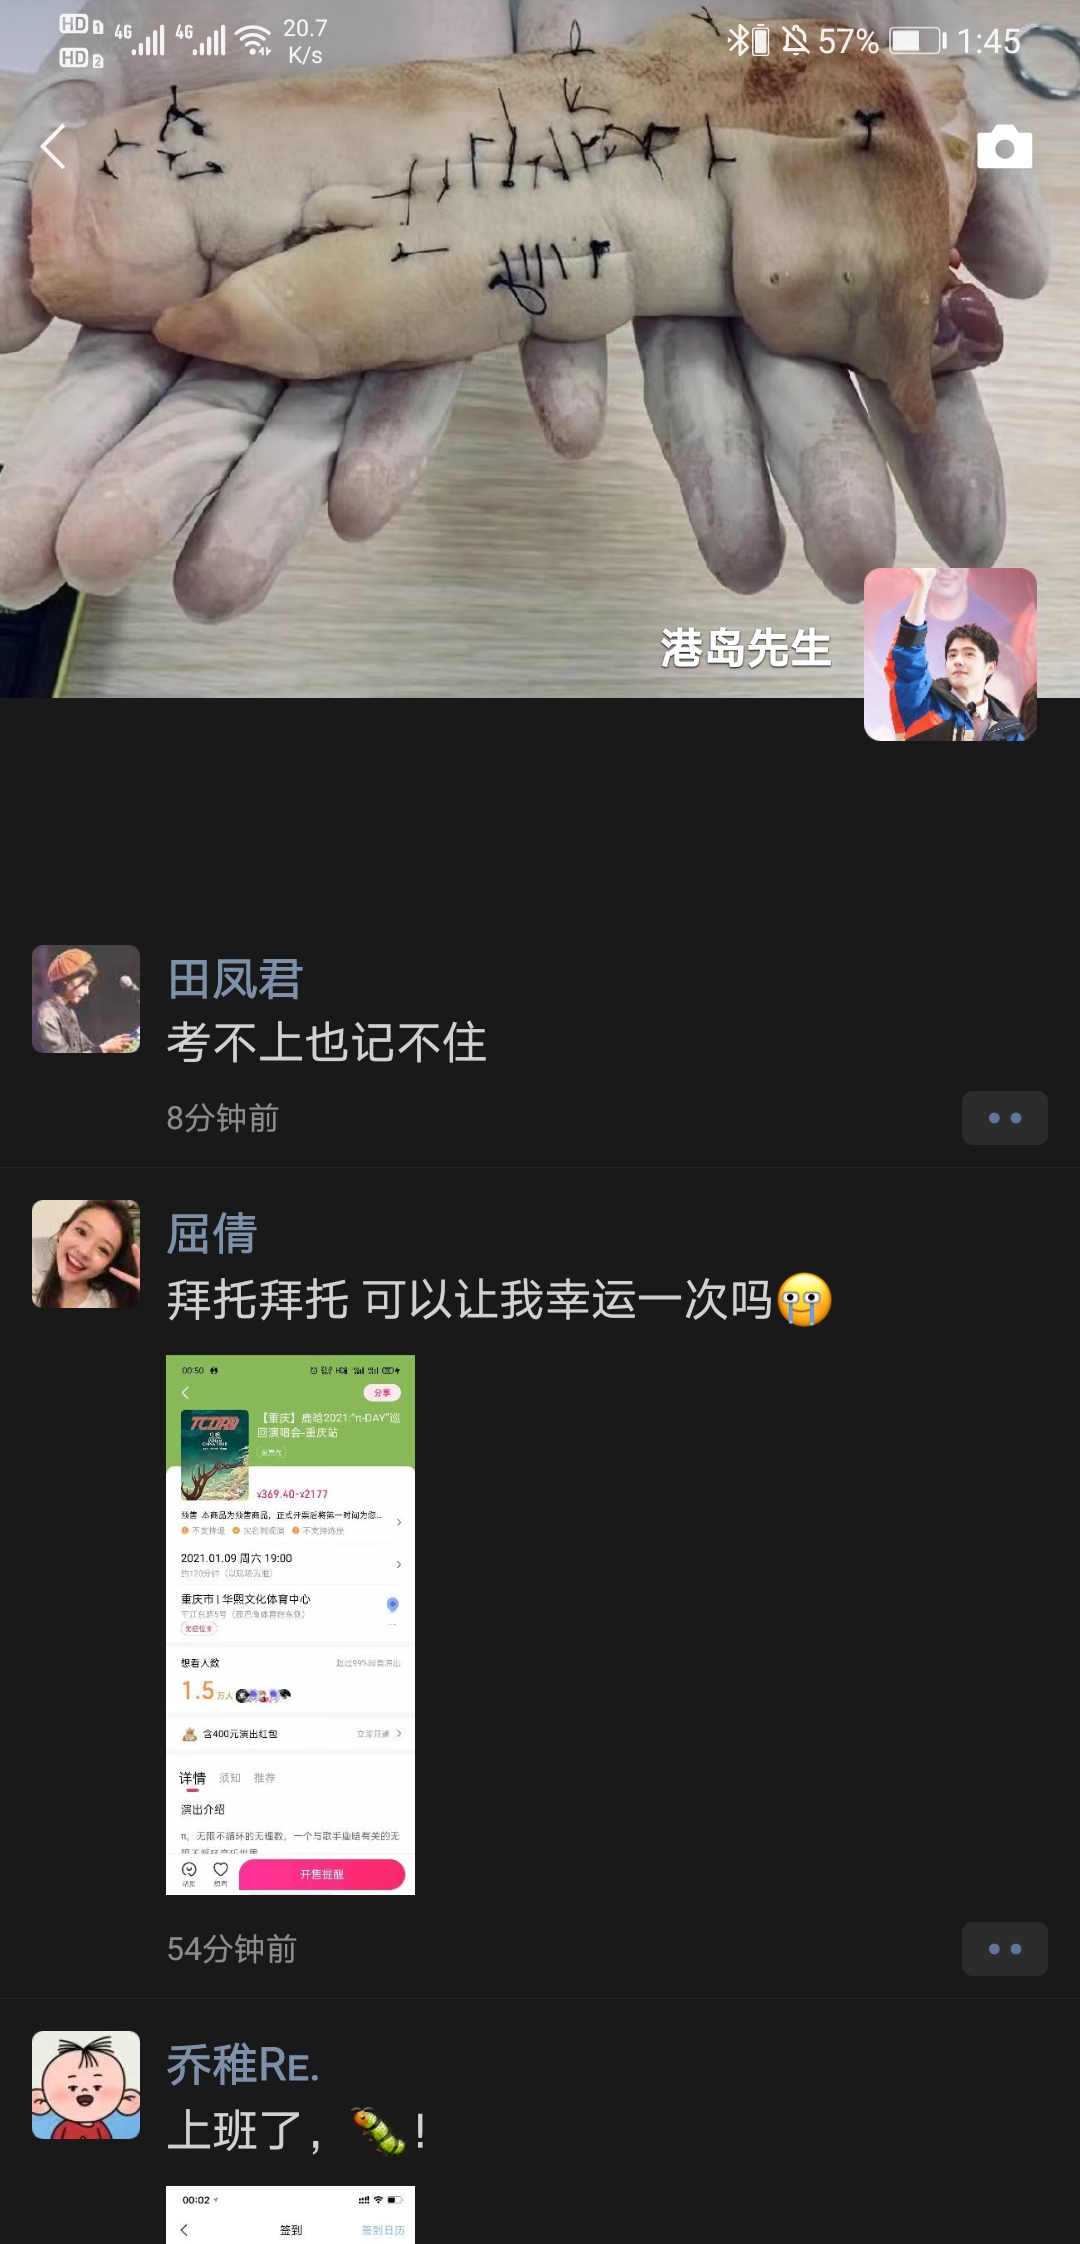 HD 1 4G 4G 20.7 K/s 57% 1:45
HD 2
港岛先生
田凤君
考不上也记不住
8分钟前
屈倩
拜托拜托 可以让我幸运一次吗
00:50
分享
【重庆】鹿晗2021:"π-DAY"巡
回演唱会-重庆站
¥369.40-¥2177
预售 本商品为预售商品，正式开票后将第一时间为您...
不支持退 实名制观演 不支持选座
2021.01.09 周六 19:00
约120分钟（以现场为准）
重庆市 | 华熙文化体育中心
想看人数
1.5万人
含400元演出红包
立即开通
详情 须知 推荐
演出介绍
π，无限不循环的无理数，一个与歌手鹿晗有关的无
想看
开售提醒
54分钟前
乔稚RE.
上班了，!
00:02
签到 签到日历